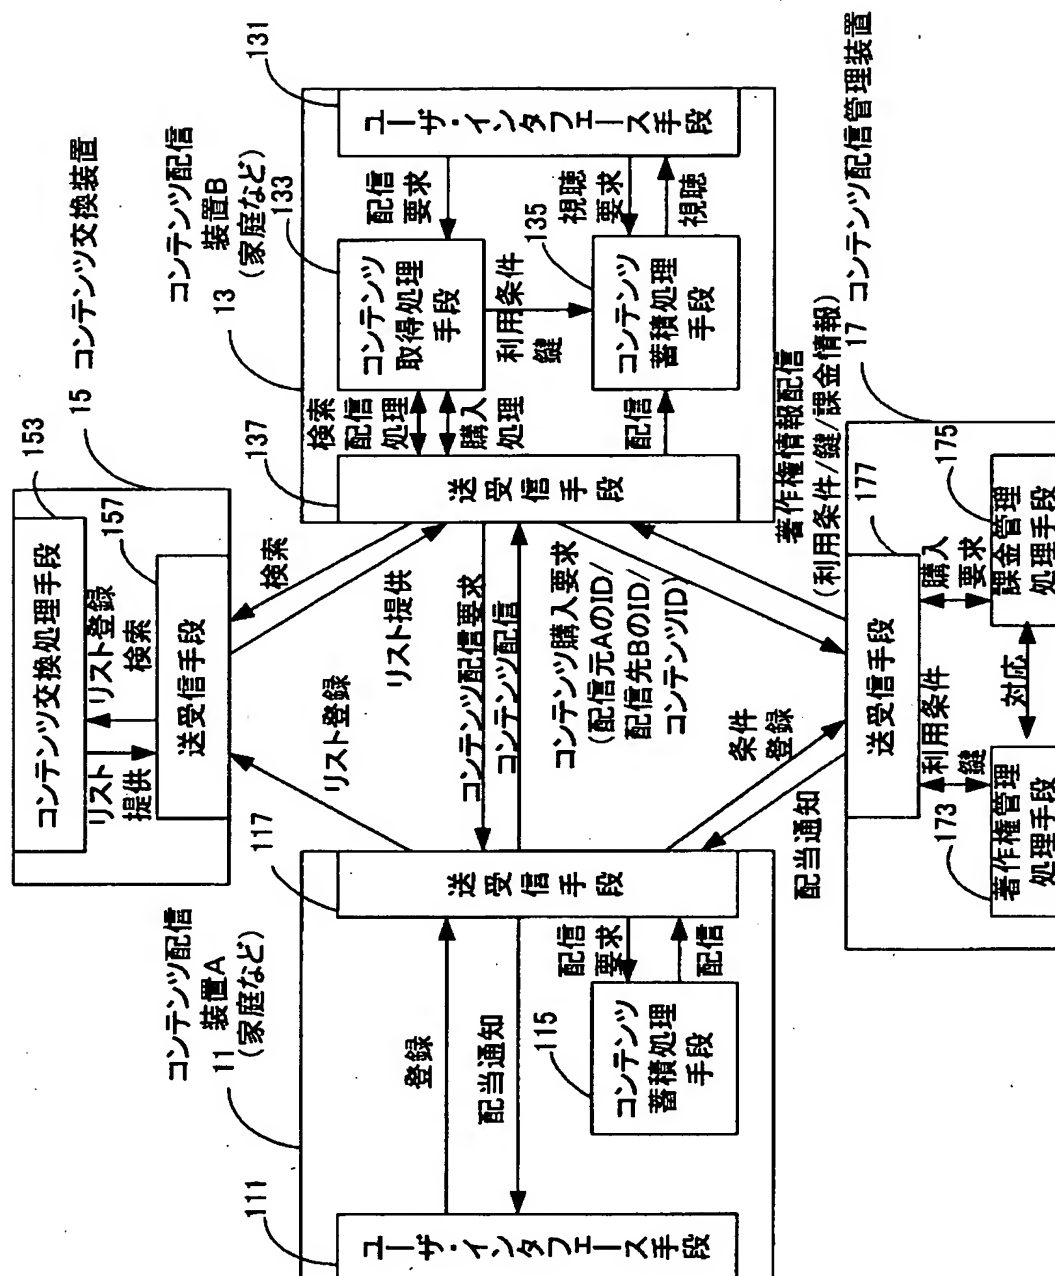 コンテンツ配信
装置A
11 (家庭など)
111
ユーザ・インタフェース手段
登録
配当通知
115
コンテンツ
蓄積処理
手段
配信
要求
配信
117
送受信手段
15 コンテンツ交換装置
153
コンテンツ交換処理手段
リスト
提供
リスト登録
検索
157
送受信手段
リスト登録
検索
リスト提供
コンテンツ配信要求
コンテンツ配信
コンテンツ購入要求
(配信元AのID/
配信先BのID/
コンテンツID)
条件
登録
配当通知
コンテンツ配信
装置B
(家庭など)
13
137
送受信手段
検索
配信
処理
購入
処理
配信
133
コンテンツ
取得処理
手段
利用条件
鍵
135
コンテンツ
蓄積処理
手段
配信
要求
視聴
要求
視聴
131
ユーザ・インタフェース手段
著作権情報配信
(利用条件/鍵/課金情報)
17 コンテンツ配信管理装置
177
送受信手段
利用条件
鍵
購入
要求
173
著作権管理
処理手段
対応
175
課金管理
処理手段